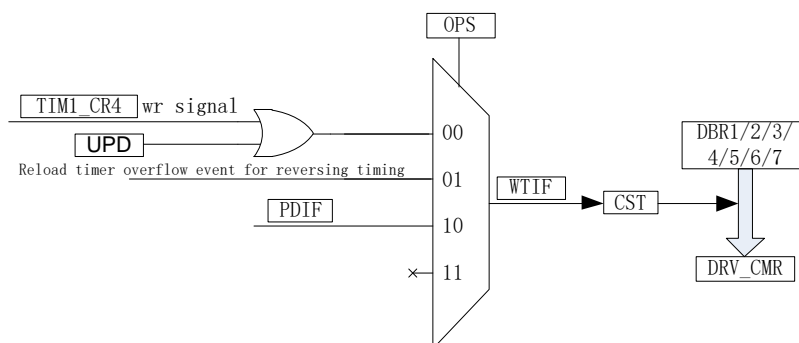 OPS
TIM1_CR4 wr signal
UPD
00
Reload timer overflow event for reversing timing
01
PDIF
10
11
WTIF
CST
DBR1/2/3/
4/5/6/7
DRV_CMR